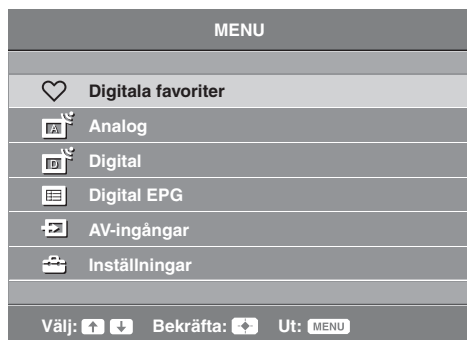 MENU
Digitala favoriter
A Analog
D Digital
Digital EPG
AV-ingångar
Inställningar
Välj: Bekräfta: Ut: MENU